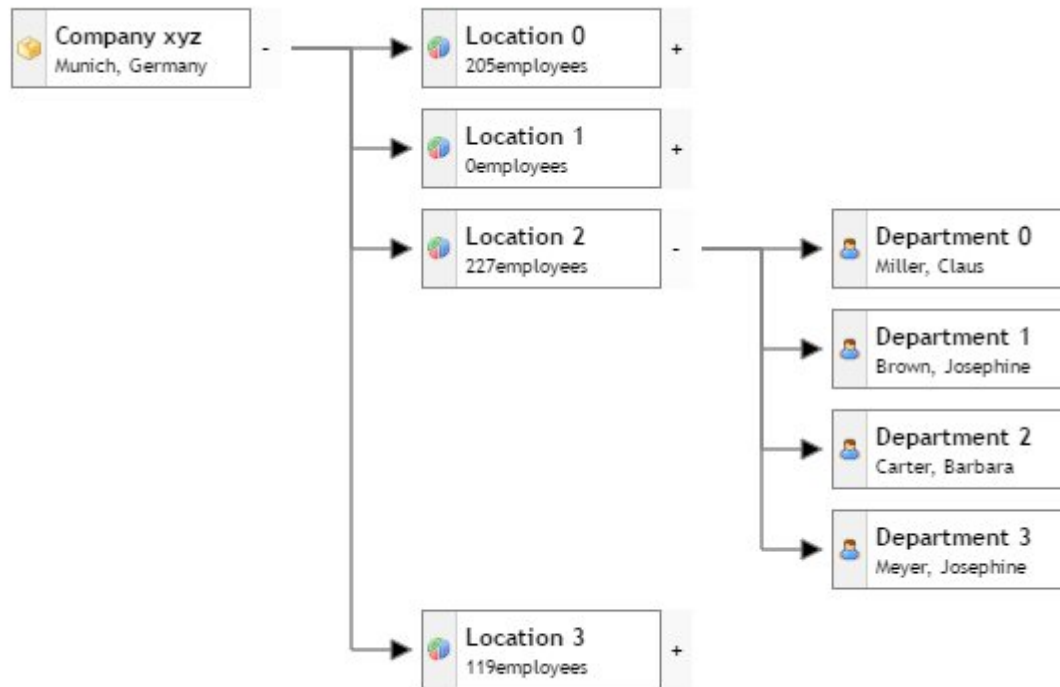 Company xyz
Munich, Germany
-
Location 0
205employees
+
Location 1
0employees
+
Location 2
227employees
-
Department 0
Miller, Claus
Department 1
Brown, Josephine
Department 2
Carter, Barbara
Department 3
Meyer, Josephine
Location 3
119employees
+